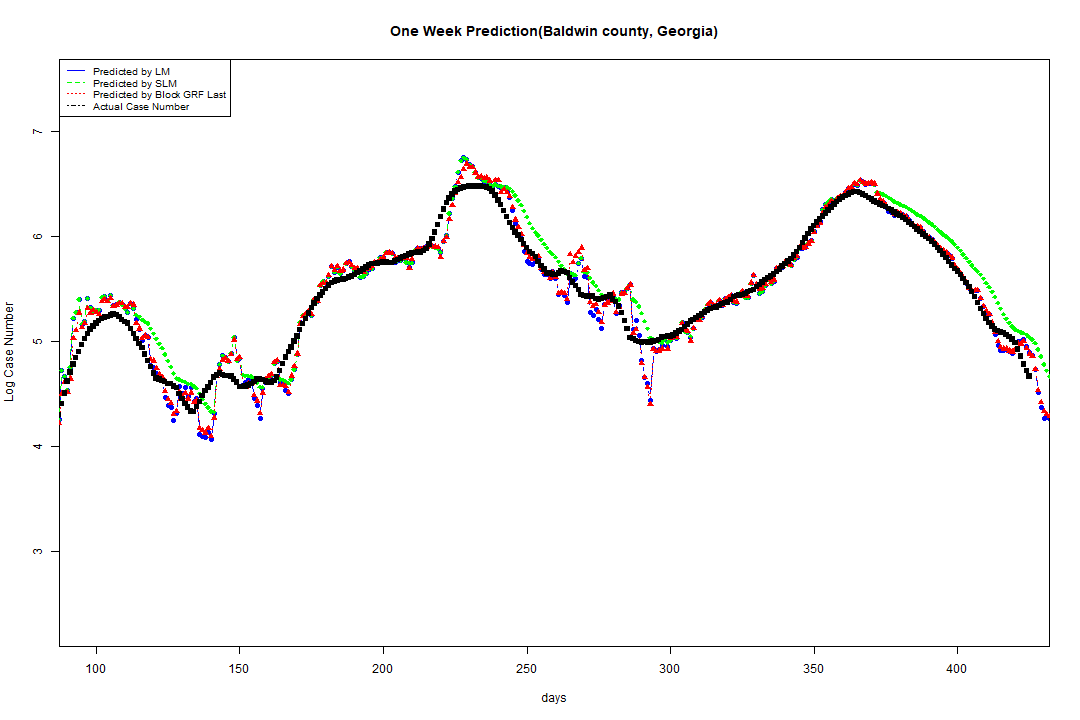 One Week Prediction(Baldwin county, Georgia)
Predicted by LM
Predicted by SLM
Predicted by Block GRF Last
Actual Case Number
7
6
5
4
3
Log Case Number
100 150 200 250 300 350 400
days